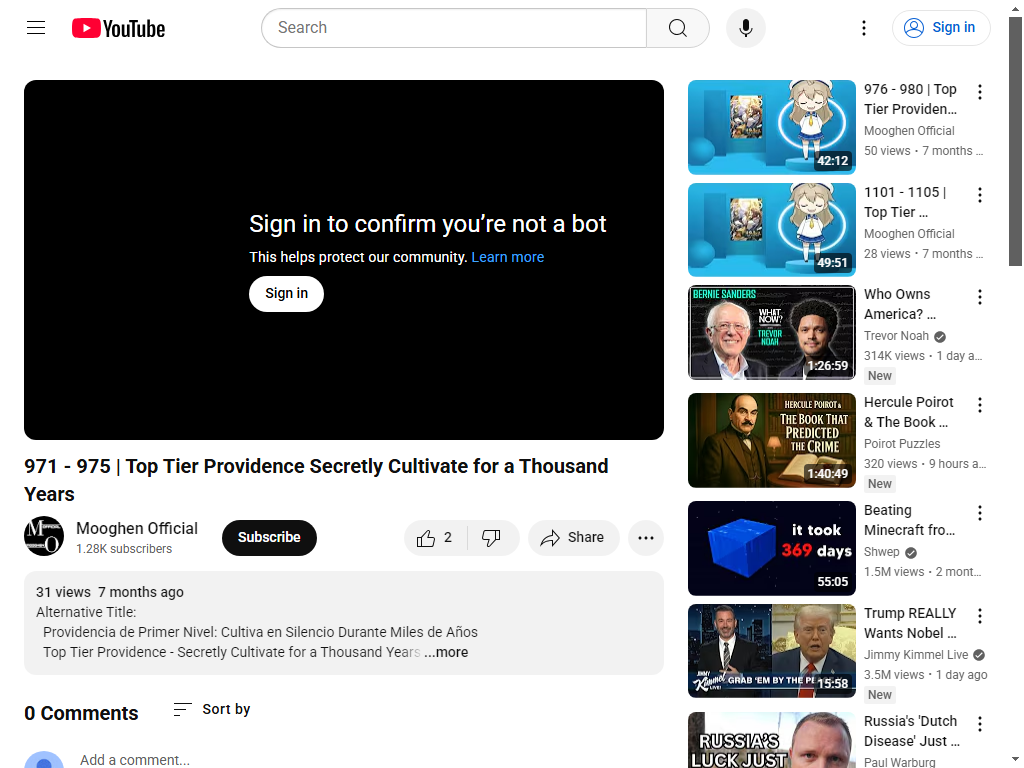 YouTube
Search
Sign in
Sign in to confirm you’re not a bot
This helps protect our community. Learn more
Sign in
971 - 975 | Top Tier Providence Secretly Cultivate for a Thousand
Years
Mooghen Official
1.28K subscribers
Subscribe
2
Share
31 views 7 months ago
Alternative Title:
Providencia de Primer Nivel: Cultiva en Silencio Durante Miles de Años
Top Tier Providence - Secretly Cultivate for a Thousand Years ...more
0 Comments
Sort by
Add a comment...
42:12
976 - 980 | Top
Tier Providen...
Mooghen Official
50 views • 7 months ...
49:51
1101 - 1105 |
Top Tier ...
Mooghen Official
28 views • 7 months ...
BERNIE SANDERS
WHAT
NOW?
TREVOR
NOAH
1:26:59
Who Owns
America? ...
Trevor Noah
314K views • 1 day a...
New
HERCULE POIROT &
THE BOOK THAT
PREDICTED
THE CRIME
1:40:49
Hercule Poirot
& The Book ...
Poirot Puzzles
320 views • 9 hours a...
New
it took
369 days
55:05
Beating
Minecraft fro...
Shwep
1.5M views • 2 mont...
JIMMY
KIMMEL
LIVE!
GRAB 'EM BY THE PE
15:58
Trump REALLY
Wants Nobel ...
Jimmy Kimmel Live
3.5M views • 1 day ago
New
RUSSIA'S
LUCK JUST
Russia's 'Dutch
Disease' Just ...
Paul Warburg